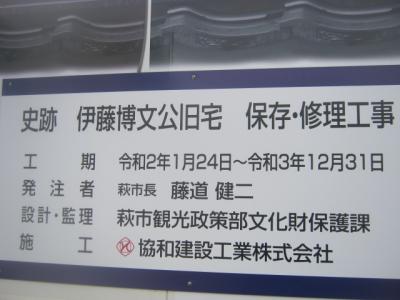 史跡 伊藤博文公旧宅 保存・修理工事
工期 令和2年1月24日～令和3年12月31日
発注者 萩市長 藤道 健二
設計・監理 萩市観光政策部文化財保護課
施工 協和建設工業株式会社